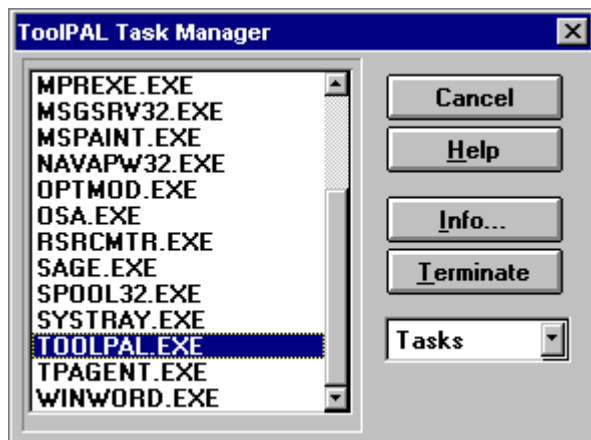 ToolPAL Task Manager
MPREXE.EXE
MSGSRV32.EXE
MSPAINT.EXE
NAVAPW32.EXE
OPTMOD.EXE
OSA.EXE
RSRCMTR.EXE
SAGE.EXE
SPOOL32.EXE
SYSTRAY.EXE
TOOLPAL.EXE
TPAGENT.EXE
WINWORD.EXE
Cancel
Help
Info...
Terminate
Tasks